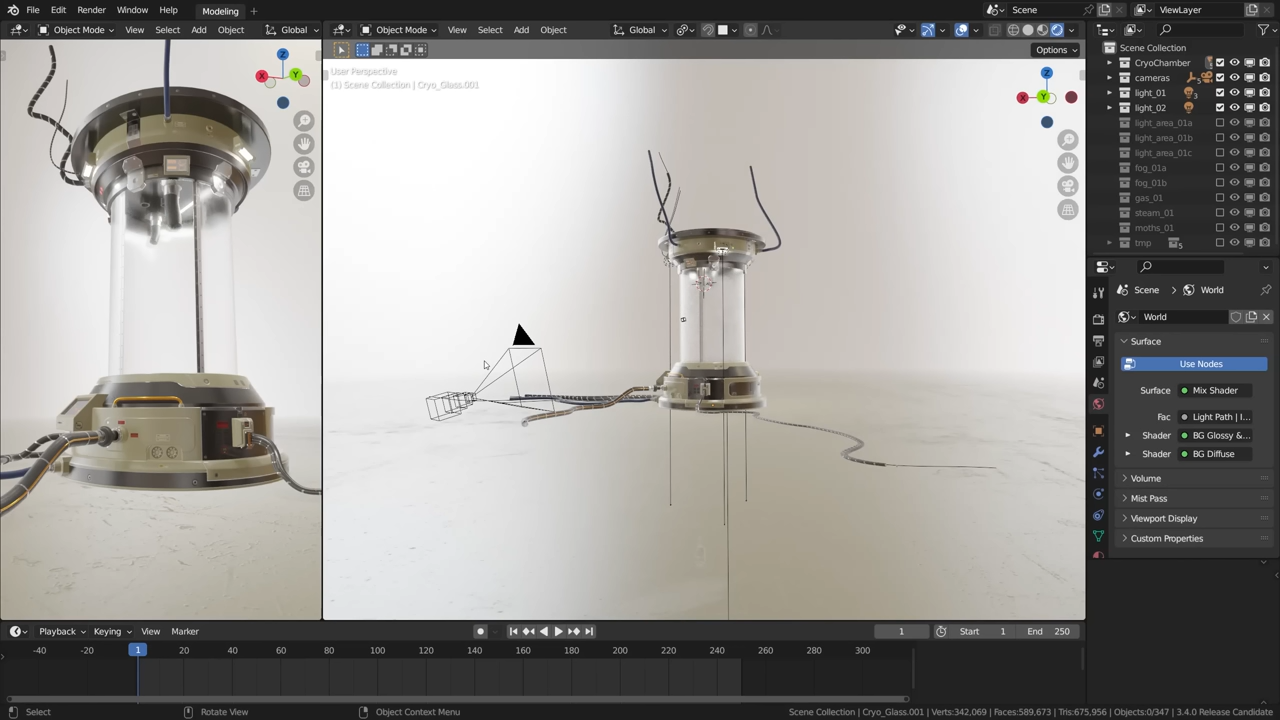 File Edit Render Window Help Modeling + Scene ViewLayer
Object Mode View Select Add Object Global
Object Mode View Select Add Object Global
Options
User Perspective
(1) Scene Collection | Cryo_Glass.001
X Y Z
X Y Z
Scene Collection
CryoChamber
cameras
light_01 3
light_02
light_area_01a
light_area_01b
light_area_01c
fog_01a
fog_01b
gas_01
steam_01
moths_01
tmp 5
Scene World
World
Surface
Use Nodes
Surface Mix Shader
Fac Light Path | I...
Shader BG Glossy &...
Shader BG Diffuse
Volume
Mist Pass
Viewport Display
Custom Properties
Playback Keying View Marker 1 Start 1 End 250
-40 -20 1 20 40 60 80 100 120 140 160 180 200 220 240 260 280 300
Select Rotate View Object Context Menu Scene Collection | Cryo_Glass.001 | Verts:342,069 | Faces:589,673 | Tris:675,956 | Objects:0/347 | 3.4.0 Release Candidate